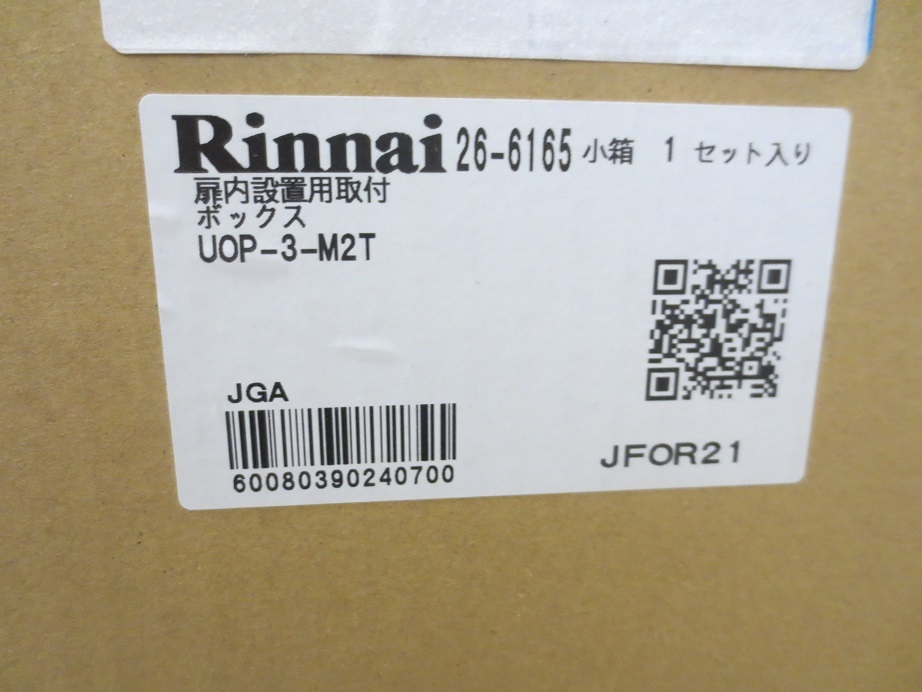 Rinnai 26-6165 小箱 1 セット入り
扉内設置用取付
ボックス
UOP-3-M2T
JGA
60080390240700
JFOR21